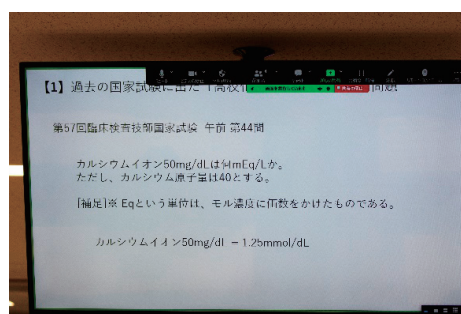 【1】過去の国家試験に出た「高校化 問題
第57回臨床検査技師国家試験 午前 第44問
カルシウムイオン50mg/dLは何mEq/Lか。
ただし、カルシウム原子量は40とする。
[補足]※ Eqという単位は、モル濃度に価数をかけたものである。
カルシウムイオン50mg/dl = 1.25mmol/dL